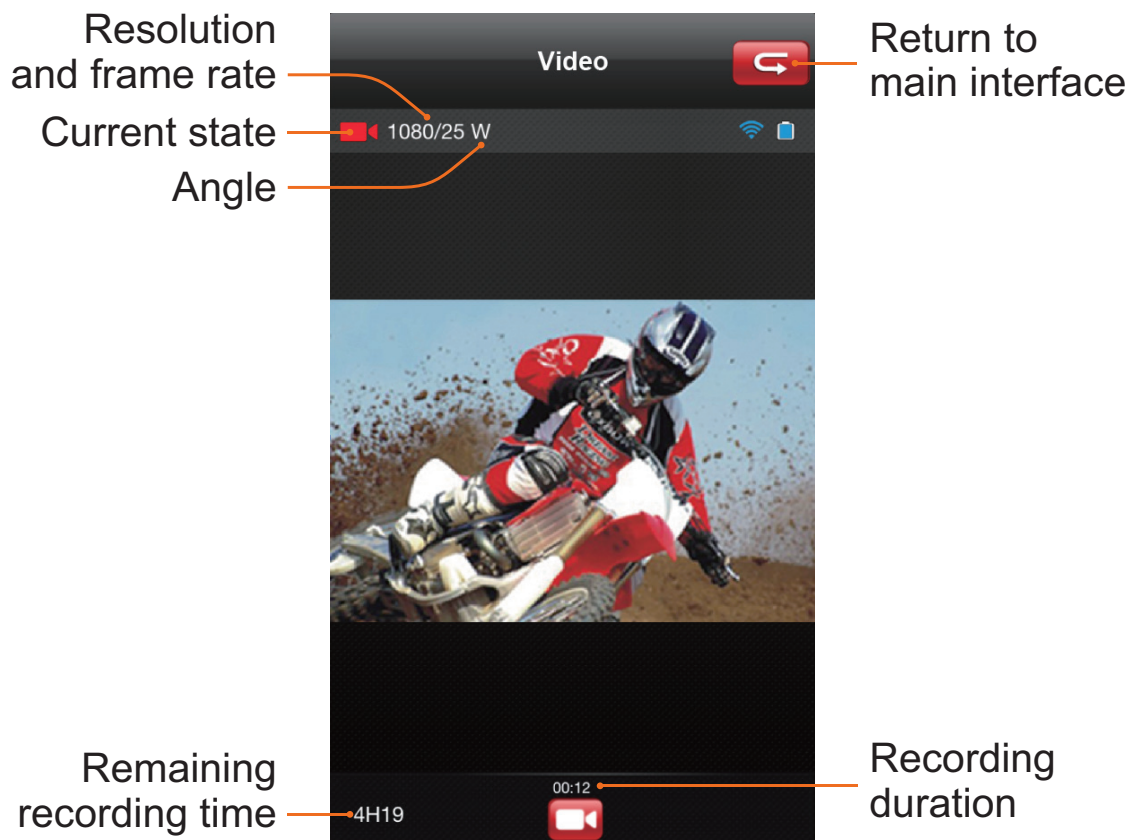 Resolution
and frame rate
Current state
Angle
Video
Return to
main interface
1080/25 W
Remaining
recording time
4H19
00:12
Recording
duration